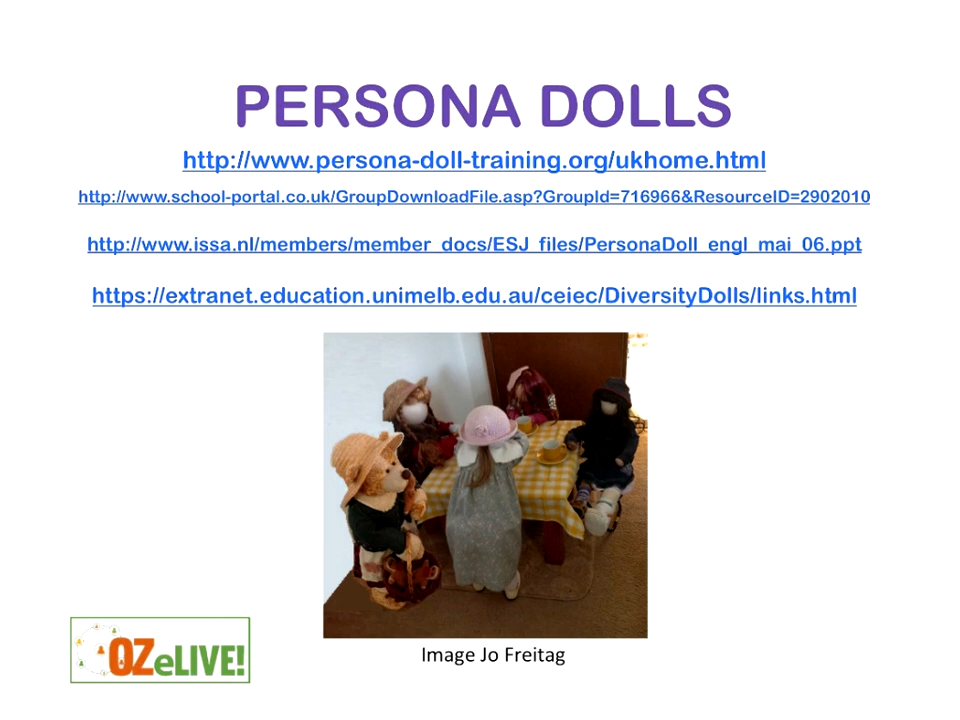 PERSONA DOLLS
http://www.persona-doll-training.org/ukhome.html
http://www.school-portal.co.uk/GroupDownloadFile.asp?GroupId=716966&ResourceID=2902010
http://www.issa.nl/members/member_docs/ESJ_files/PersonaDoll_engl_mai_06.ppt
https://extranet.education.unimelb.edu.au/ceiec/DiversityDolls/links.html
Image Jo Freitag
OZeLIVE!